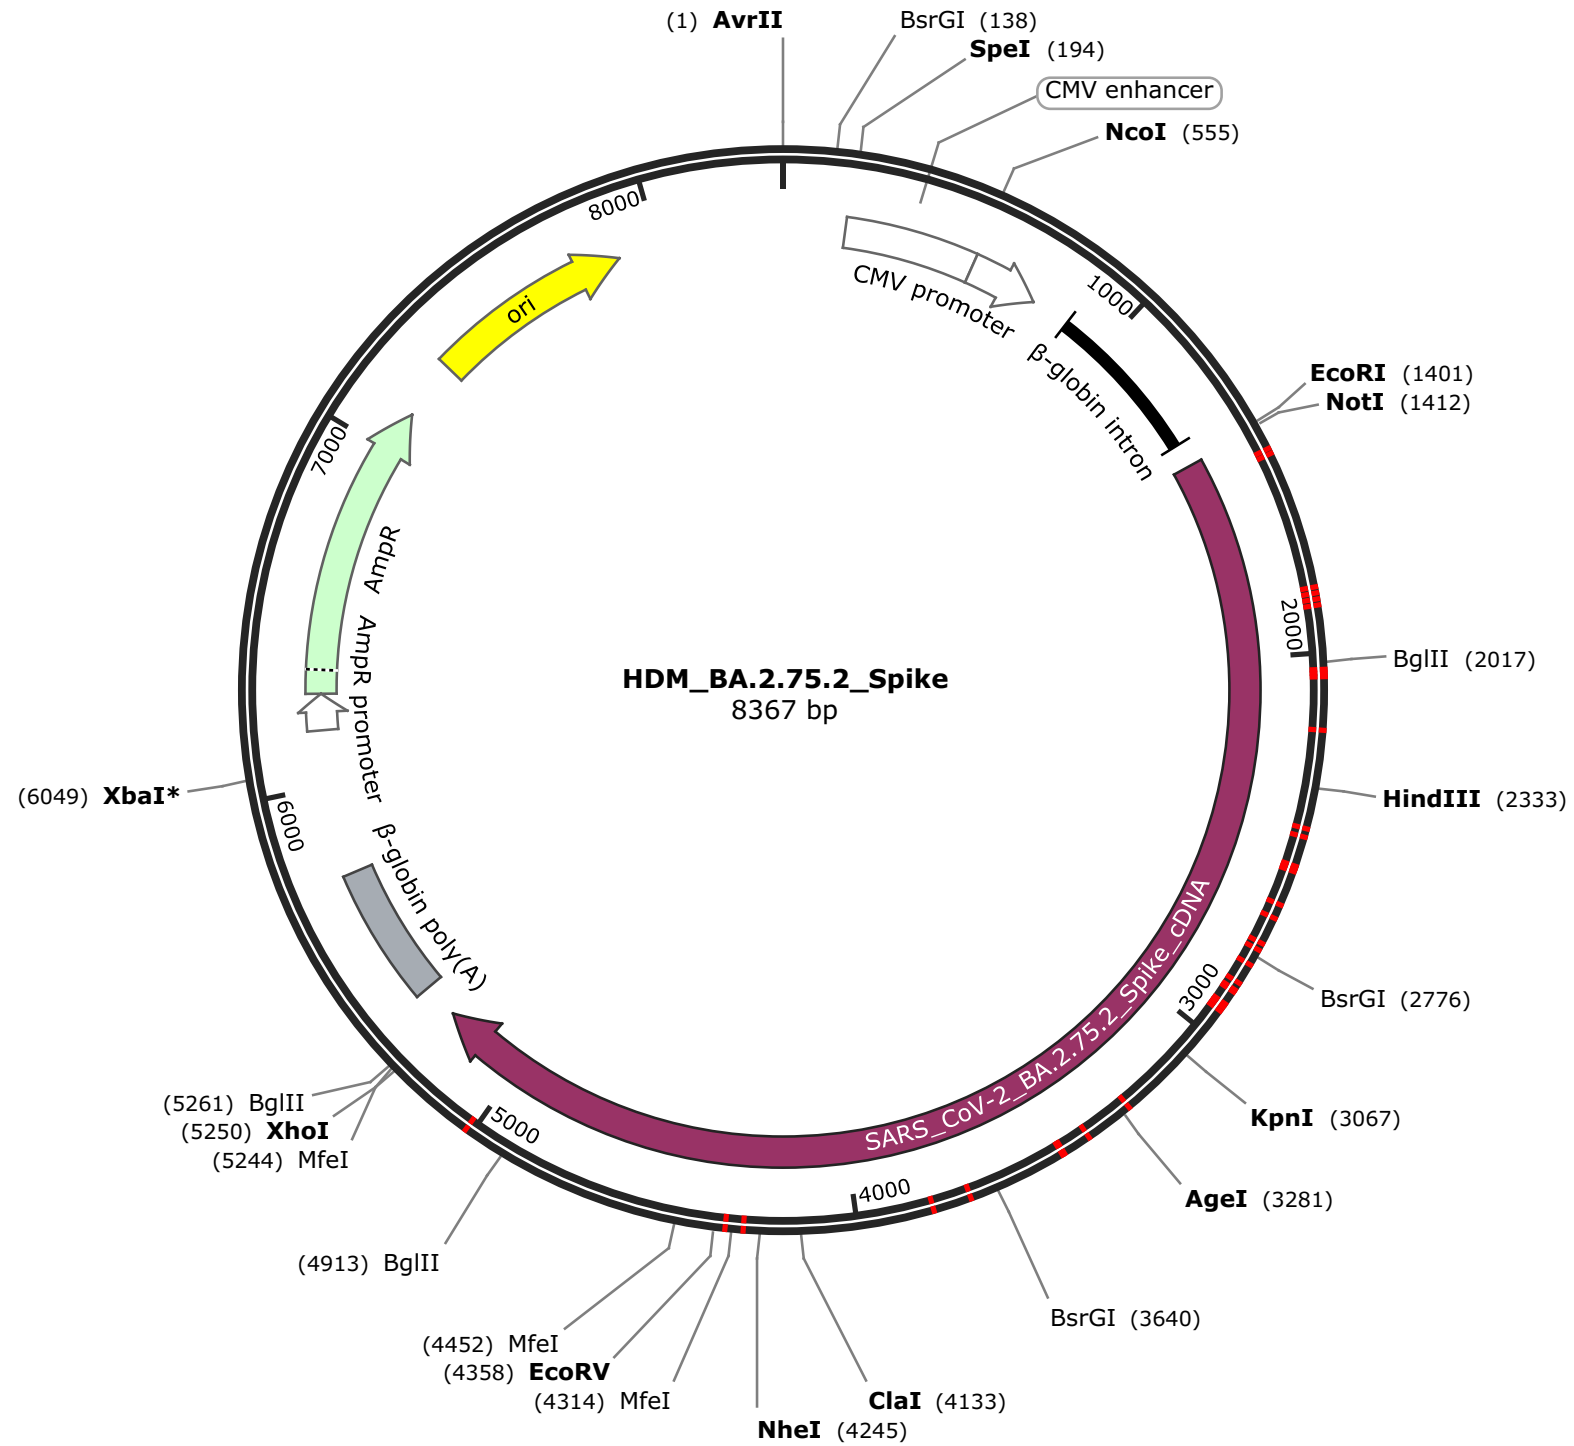 (1) AvrII
BsrGI (138)
SpeI (194)
CMV enhancer
NcoI (555)
8000
1000
ori
CMV promoter
β-globin intron
EcoRI (1401)
NotI (1412)
7000
AmpR
2000
BglII (2017)
AmpR promoter
HDM_BA.2.75.2_Spike
8367 bp
(6049) XbaI*
HindIII (2333)
6000
β-globin poly(A)
SARS_CoV-2_BA.2.75.2_Spike_cDNA
3000
BsrGI (2776)
(5261) BglII
(5250) XhoI
(5244) MfeI
5000
KpnI (3067)
4000
AgeI (3281)
(4913) BglII
BsrGI (3640)
(4452) MfeI
(4358) EcoRV
(4314) MfeI
ClaI (4133)
NheI (4245)